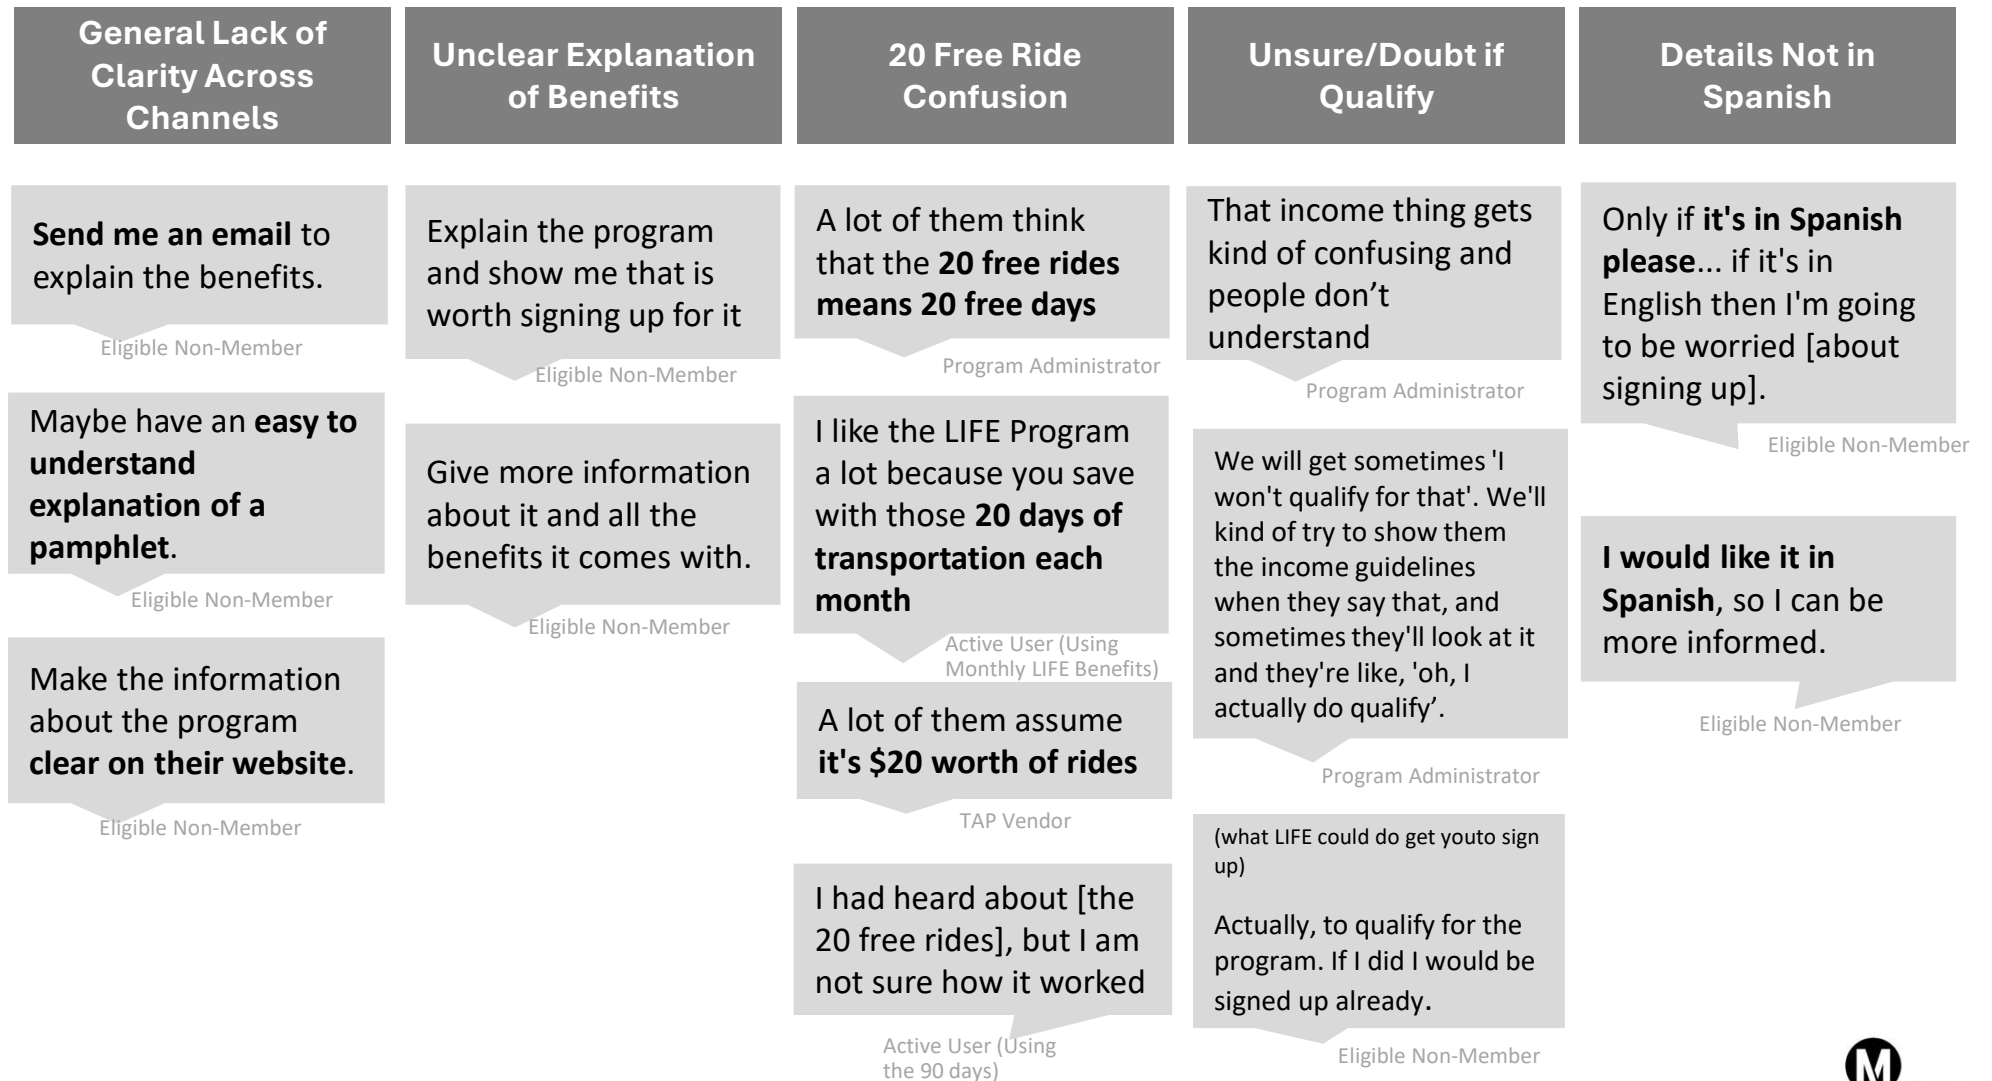 General Lack of
Clarity Across
Channels
Send me an email to
explain the benefits.
Eligible Non-Member
Maybe have an easy to
understand
explanation of a
pamphlet.
Eligible Non-Member
Make the information
about the program
clear on their website.
Eligible Non-Member
Unclear Explanation
of Benefits
Explain the program
and show me that is
worth signing up for it
Eligible Non-Member
Give more information
about it and all the
benefits it comes with.
Eligible Non-Member
20 Free Ride
Confusion
A lot of them think
that the 20 free rides
means 20 free days
Program Administrator
I like the LIFE Program
a lot because you save
with those 20 days of
transportation each
month
Active User (Using
Monthly LIFE Benefits)
A lot of them assume
it's $20 worth of rides
TAP Vendor
I had heard about [the
20 free rides], but I am
not sure how it worked
Active User (Using
the 90 days)
Unsure/Doubt if
Qualify
That income thing gets
kind of confusing and
people don’t
understand
Program Administrator
We will get sometimes 'I
won't qualify for that'. We'll
kind of try to show them
the income guidelines
when they say that, and
sometimes they'll look at it
and they're like, 'oh, I
actually do qualify’.
Program Administrator
(what LIFE could do get youto sign
up)
Actually, to qualify for the
program. If I did I would be
signed up already.
Eligible Non-Member
Details Not in
Spanish
Only if it's in Spanish
please... if it's in
English then I'm going
to be worried [about
signing up].
Eligible Non-Member
I would like it in
Spanish, so I can be
more informed.
Eligible Non-Member
M